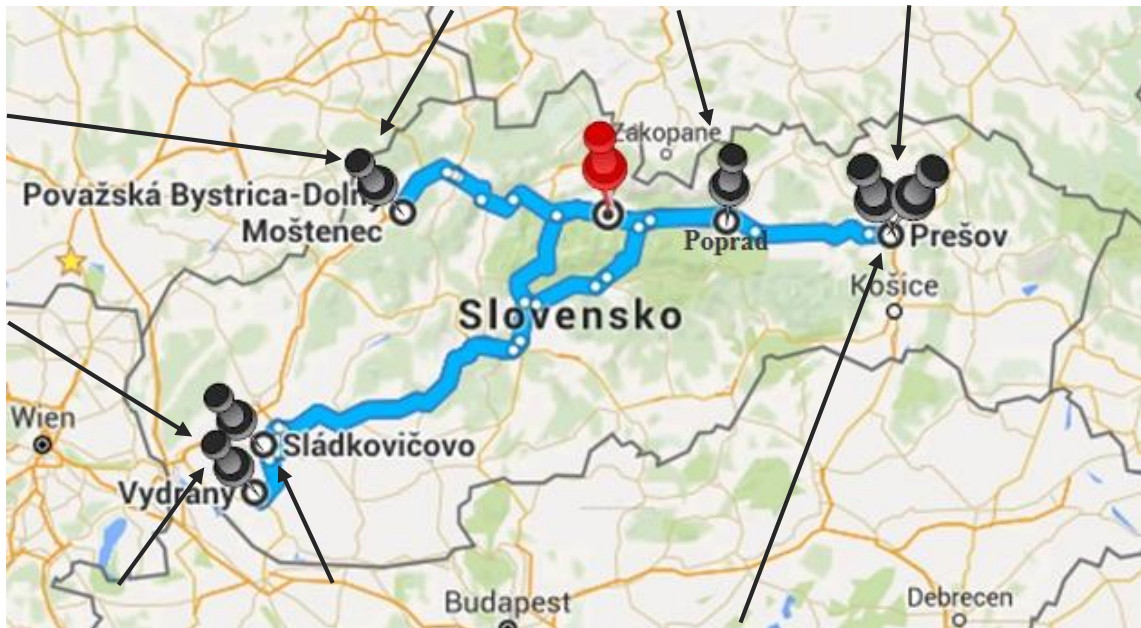 Zakopane
Považská Bystrica-Dolný
Moštenec
Poprad
Prešov
Košice
Slovensko
Wien
Sládkovičovo
Vydrany
Budapest
Debrecen